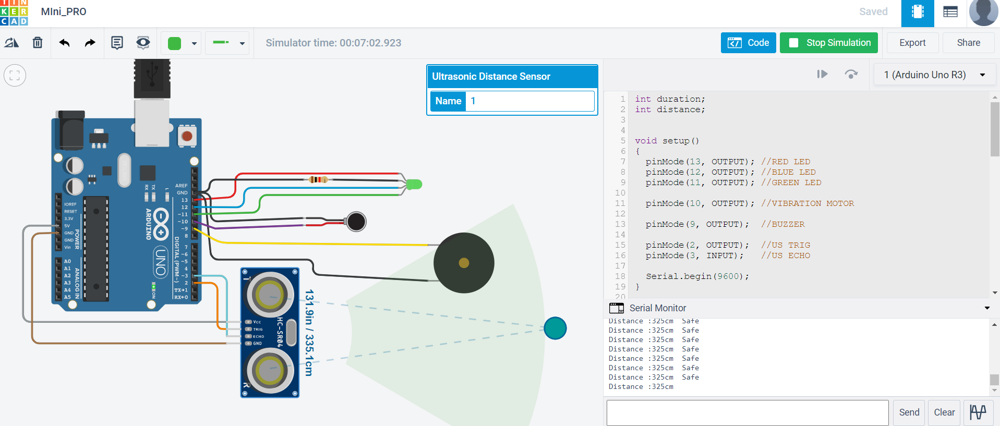 TIN
KER
CAD
MIni_PRO
Saved
Simulator time: 00:07:02.923
Code
Stop Simulation
Export
Share
Ultrasonic Distance Sensor
Name 1
1 (Arduino Uno R3)
AREF
GND
13
12
~11
~10
~9
8
7
~6
~5
4
~3
2
TX→1
RX←0
DIGITAL (PWM~)
RX
TX
L
ARDUINO
UNO
ON
IOREF
RESET
3.3V
5V
GND
GND
Vin
POWER
A0
A1
A2
A3
A4
A5
ANALOG IN
T
Vcc
TRIG
ECHO
GND
HC-SR04
R
131.9in / 335.1cm
1 int duration;
2 int distance;
3
4
5 void setup()
6 {
7 pinMode(13, OUTPUT); //RED LED
8 pinMode(12, OUTPUT); //BLUE LED
9 pinMode(11, OUTPUT); //GREEN LED
10
11 pinMode(10, OUTPUT); //VIBRATION MOTOR
12
13 pinMode(9, OUTPUT); //BUZZER
14
15 pinMode(2, OUTPUT); //US TRIG
16 pinMode(3, INPUT); //US ECHO
17
18 Serial.begin(9600);
19 }
20
Serial Monitor
Distance :325cm Safe
Distance :325cm Safe
Distance :325cm Safe
Distance :325cm Safe
Distance :325cm Safe
Distance :325cm Safe
Distance :325cm Safe
Distance :325cm
Send
Clear